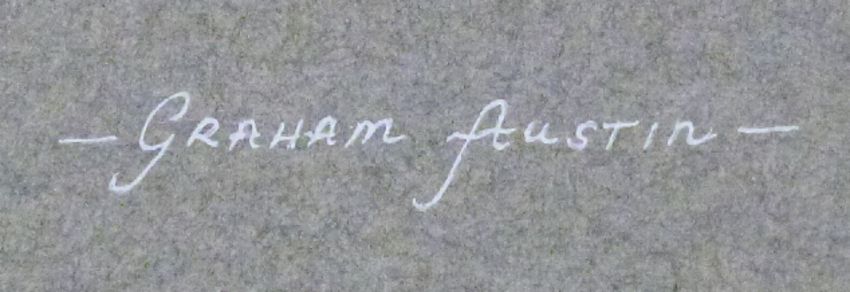 — GRAHAM AUSTIN —